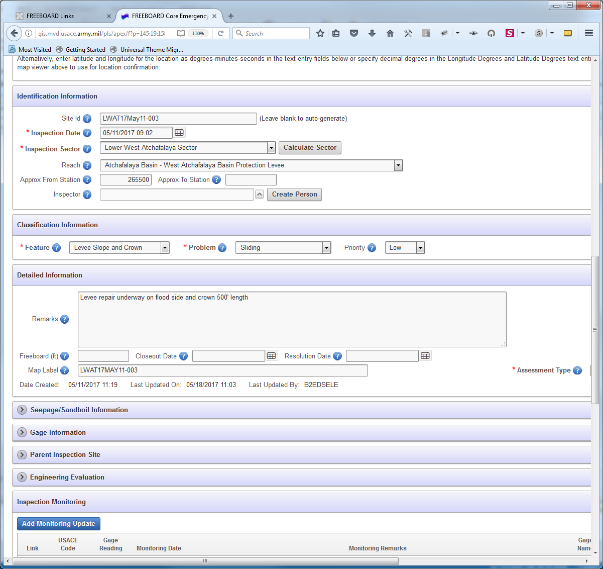 FREEBOARD Links
FREEBOARD Core Emergency
gis.mvd.usace.army.mil/pls/apex/f?p=145:19:15
110%
Search
Most Visited
Getting Started
Universal Theme Migr...
Alternatively, enter latitude and longitude for the location as degrees-minutes-seconds in the text entry fields below or specify decimal degrees in the Longitude Degrees and Latitude Degrees text ent
map viewer above to use for location confirmation.
Identification Information
Site Id LWAT17May11-003 (Leave blank to auto-generate)
* Inspection Date 05/11/2017 09:02
* Inspection Sector Lower West Atchafalaya Sector Calculate Sector
Reach Atchafalaya Basin - West Atchafalaya Basin Protection Levee
Approx From Station 265500 Approx To Station
Inspector Create Person
Classification Information
* Feature Levee Slope and Crown * Problem Sliding Priority Low
Detailed Information
Levee repair underway on flood side and crown 500' length
Remarks
Freeboard (ft) Closeout Date Resolution Date
Map Label LWAT17MAY11-003 * Assessment Type
Date Created: 05/11/2017 11:19 Last Updated On: 05/18/2017 11:03 Last Updated By: B2EDSELE
Seepage/Sandboil Information
Gage Information
Parent Inspection Site
Engineering Evaluation
Inspection Monitoring
Add Monitoring Update
Link USACE Code Gage Reading Monitoring Date Monitoring Remarks Gage Name